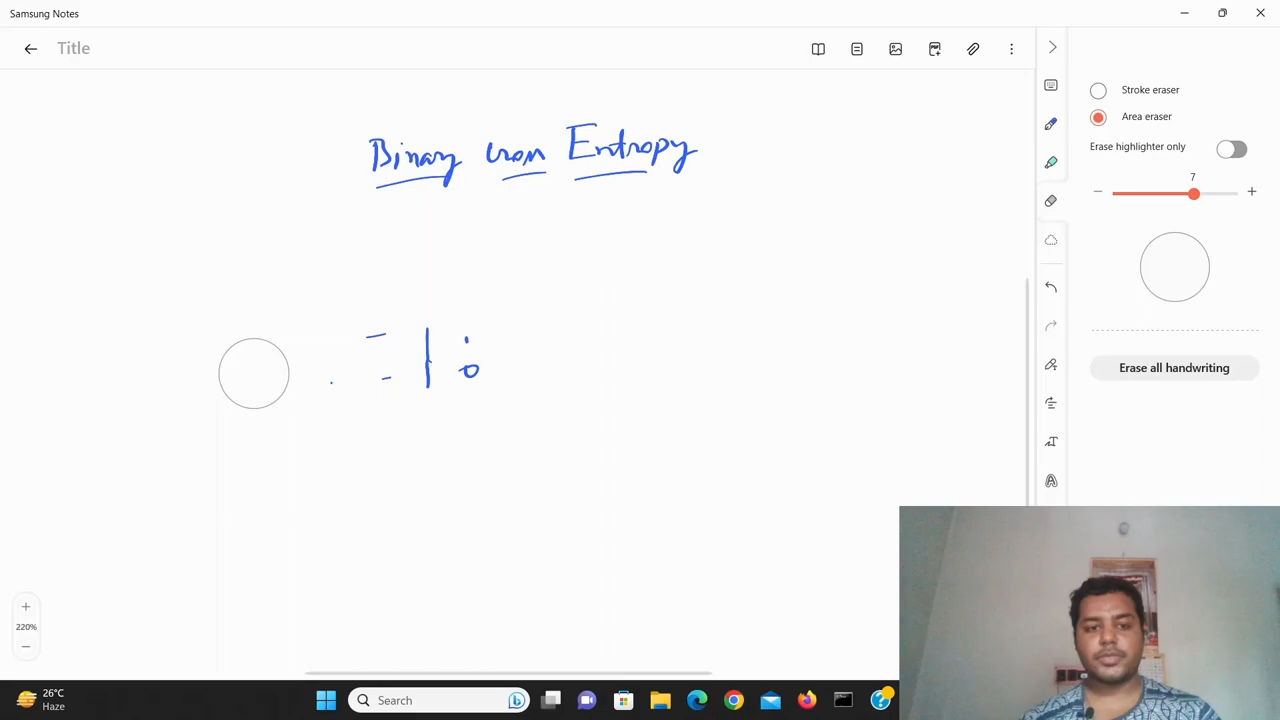 Samsung Notes
Title
Stroke eraser
Area eraser
Erase highlighter only
7
Binary cross Entropy
Erase all handwriting
220%
26°C
Haze
Search